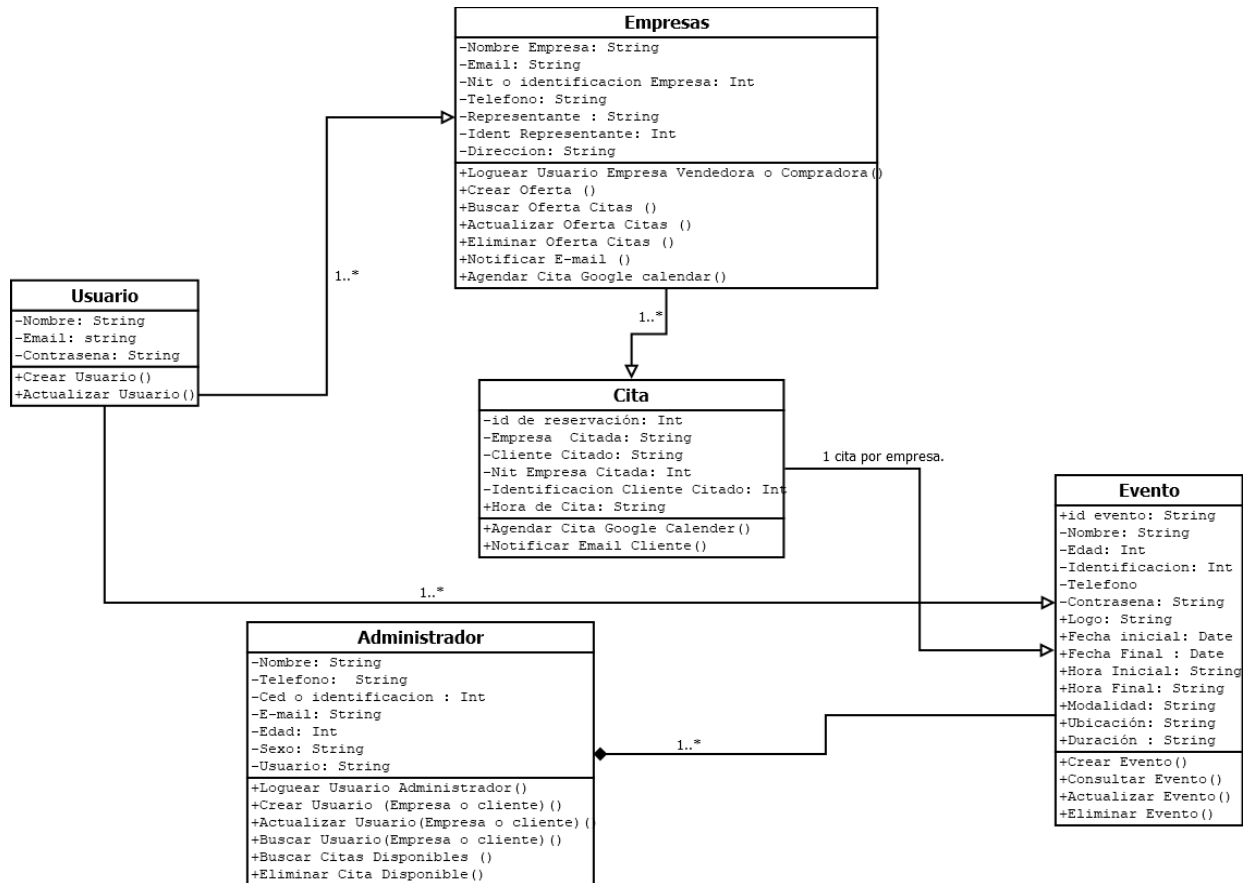 Empresas
-Nombre Empresa: String
-Email: String
-Nit o identificacion Empresa: Int
-Telefono: String
-Representante : String
-Ident Representante: Int
-Direccion: String
+Loguear Usuario Empresa Vendedora o Compradora()
+Crear Oferta ()
+Buscar Oferta Citas ()
+Actualizar Oferta Citas ()
+Eliminar Oferta Citas ()
+Notificar E-mail ()
+Agendar Cita Google calendar()
1..*
Usuario
-Nombre: String
-Email: string
-Contrasena: String
+Crear Usuario()
+Actualizar Usuario()
1..*
Cita
-id de reservación: Int
-Empresa  Citada: String
-Cliente Citado: String
-Nit Empresa Citada: Int
-Identificacion Cliente Citado: Int
+Hora de Cita: String
+Agendar Cita Google Calender()
+Notificar Email Cliente()
1 cita por empresa.
Evento
+id evento: String
-Nombre: String
-Edad: Int
-Identificacion: Int
-Telefono
-Contrasena: String
+Logo: String
+Fecha inicial: Date
+Fecha Final : Date
+Hora Inicial: String
+Hora Final: String
+Modalidad: String
+Ubicación: String
+Duración : String
+Crear Evento()
+Consultar Evento()
+Actualizar Evento()
+Eliminar Evento()
1..*
Administrador
-Nombre: String
-Telefono:  String
-Ced o identificacion : Int
-E-mail: String
-Edad: Int
-Sexo: String
-Usuario: String
+Loguear Usuario Administrador()
+Crear Usuario (Empresa o cliente)()
+Actualizar Usuario(Empresa o cliente)()
+Buscar Usuario(Empresa o cliente)()
+Buscar Citas Disponibles ()
+Eliminar Cita Disponible()
1..*